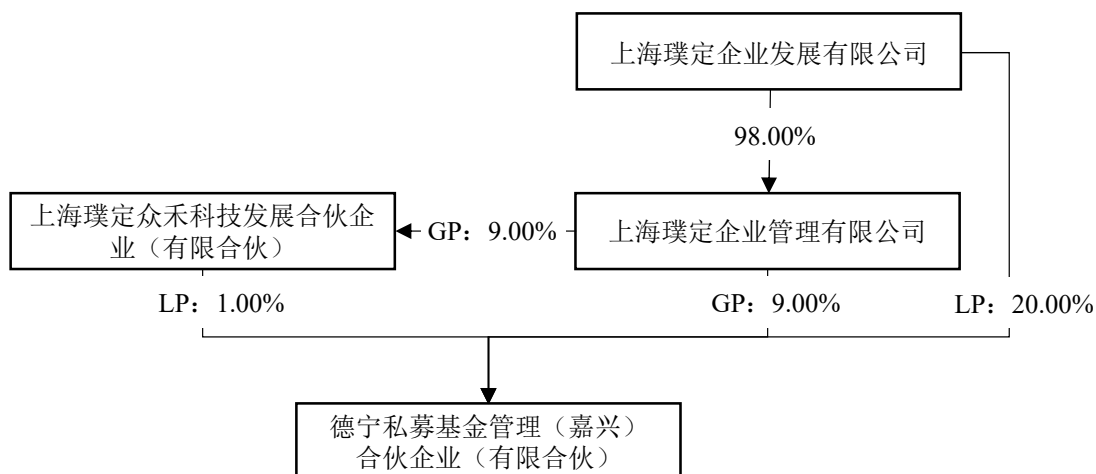 上海璞定企业发展有限公司
98.00%
上海璞定众禾科技发展合伙企
业（有限合伙）
GP：9.00%
上海璞定企业管理有限公司
LP：1.00%
GP：9.00%
LP：20.00%
德宁私募基金管理（嘉兴）
合伙企业（有限合伙）